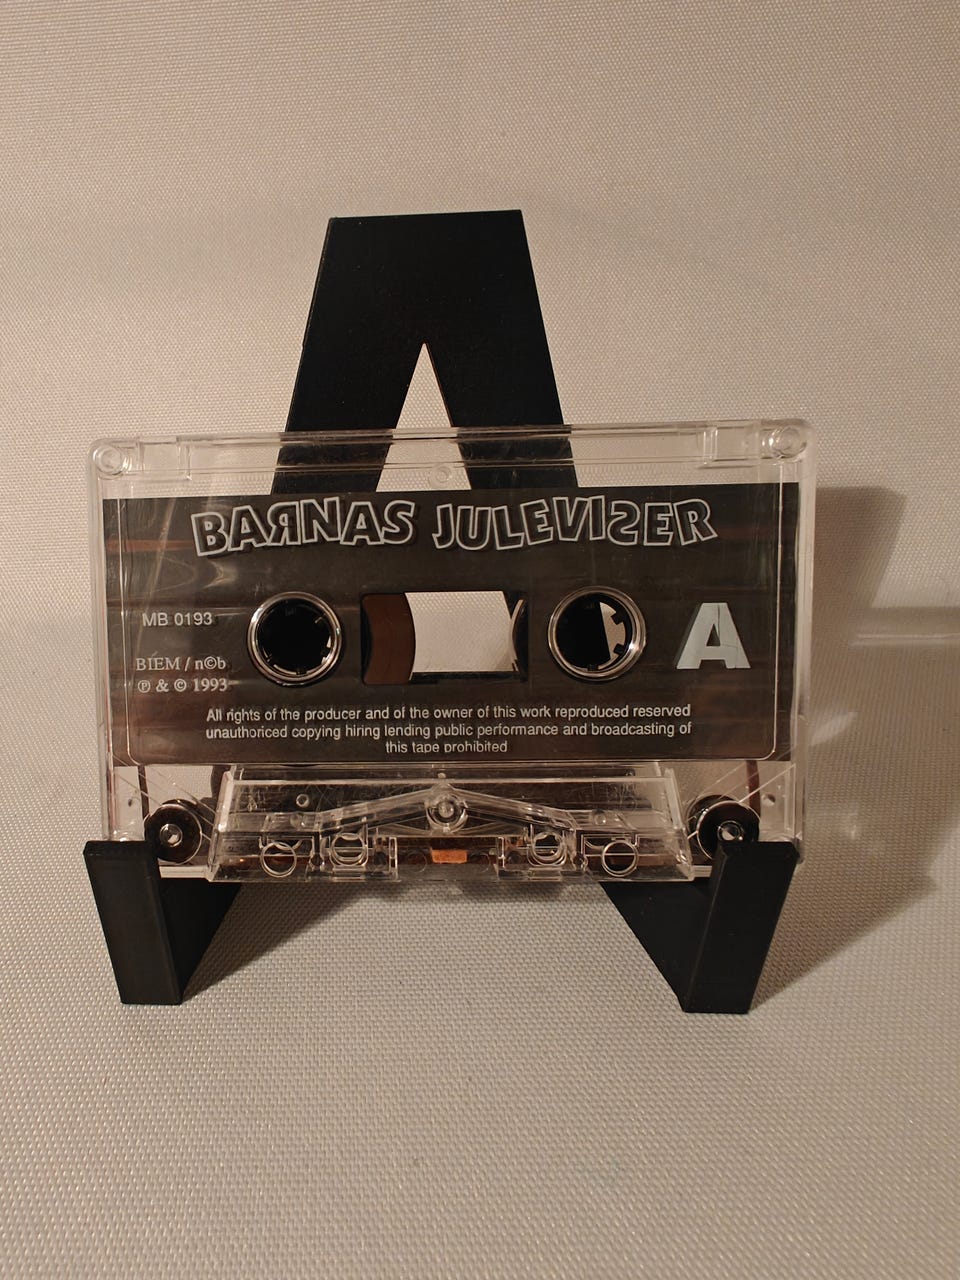 BARNAS JULEVISER
MB 0193
A
BIEM / n©b
℗ & © 1993
All rights of the producer and of the owner of this work reproduced reserved
unauthoriced copying hiring lending public performance and broadcasting of
this tape prohibited